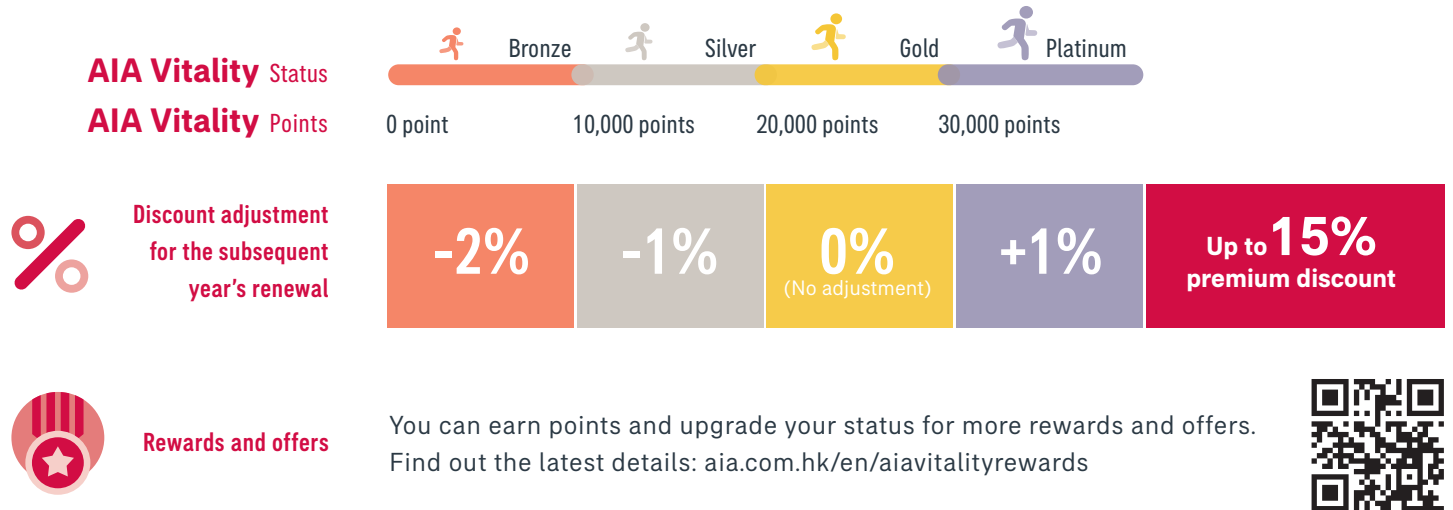 Bronze Silver Gold Platinum
AIA Vitality Status
AIA Vitality Points 0 point 10,000 points 20,000 points 30,000 points
Discount adjustment
for the subsequent
year's renewal
-2% -1% 0% +1%
(No adjustment)
Up to 15%
premium discount
Rewards and offers
You can earn points and upgrade your status for more rewards and offers.
Find out the latest details: aia.com.hk/en/aiavitalityrewards